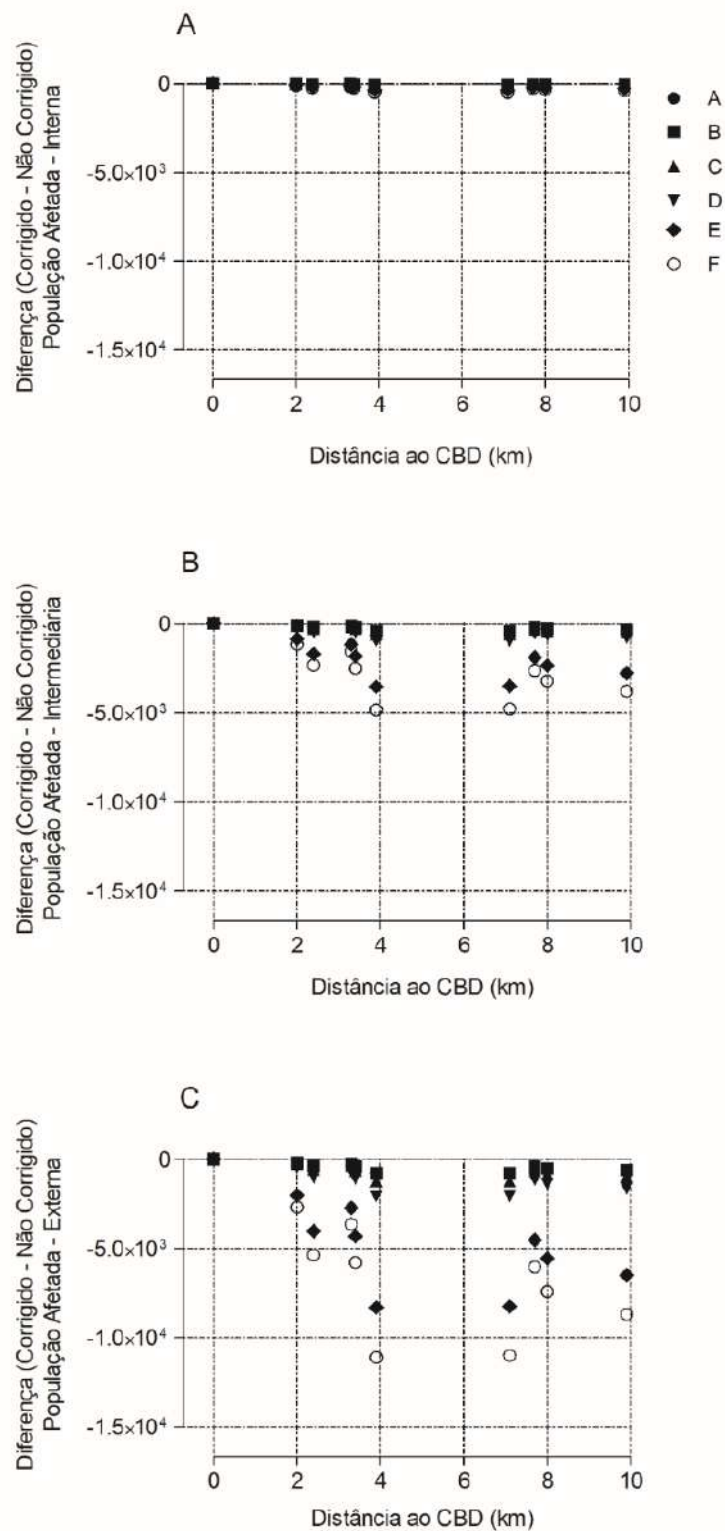 A
Diferença (Corrigido - Não Corrigido)
População Afetada - Interna
0
-5.0×10³
-1.0×10⁴
-1.5×10⁴
0 2 4 6 8 10
Distância ao CBD (km)
A
B
C
D
E
F
B
Diferença (Corrigido - Não Corrigido)
População Afetada - Intermediária
0
-5.0×10³
-1.0×10⁴
-1.5×10⁴
0 2 4 6 8 10
Distância ao CBD (km)
C
Diferença (Corrigido - Não Corrigido)
População Afetada - Externa
0
-5.0×10³
-1.0×10⁴
-1.5×10⁴
0 2 4 6 8 10
Distância ao CBD (km)